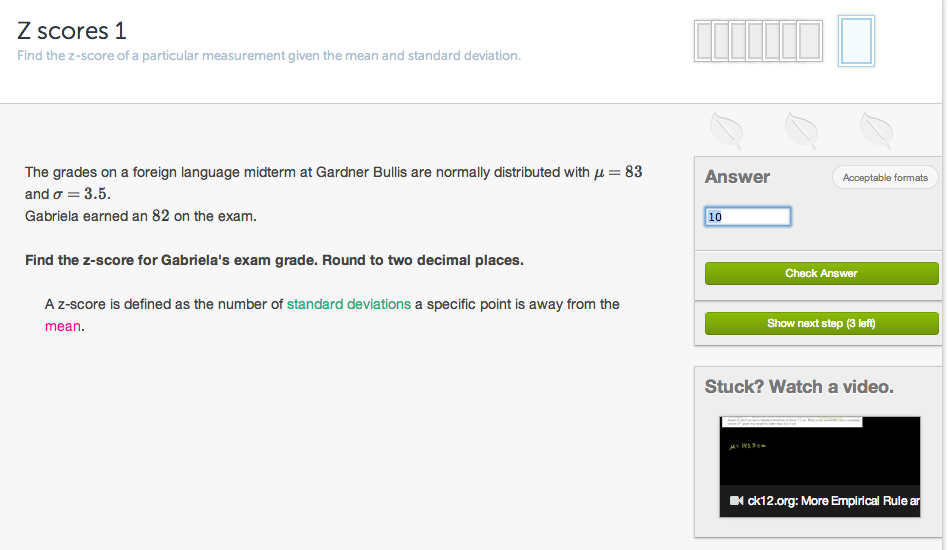 Z scores 1
Find the z-score of a particular measurement given the mean and standard deviation.
The grades on a foreign language midterm at Gardner Bullis are normally distributed with μ = 83
and σ = 3.5.
Gabriela earned an 82 on the exam.
Find the z-score for Gabriela's exam grade. Round to two decimal places.
A z-score is defined as the number of standard deviations a specific point is away from the
mean.
Answer
Acceptable formats
10
Check Answer
Show next step (3 left)
Stuck? Watch a video.
ck12.org: More Empirical Rule ar